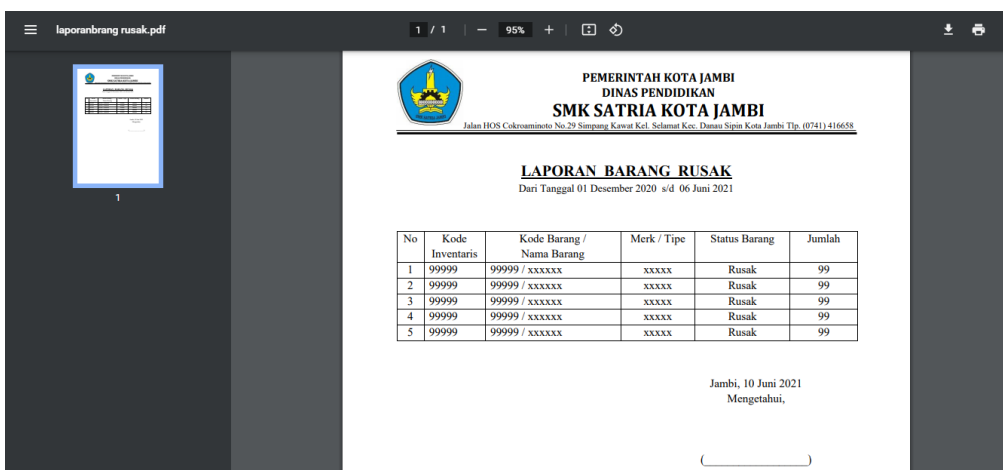 laporanbrang rusak.pdf
1 / 1
95%
1
PEMERINTAH KOTA JAMBI
DINAS PENDIDIKAN
SMK SATRIA KOTA JAMBI
Jalan HOS Cokroaminoto No.29 Simpang Kawat Kel. Selamat Kec. Danau Sipin Kota Jambi Tlp. (0741) 416658
LAPORAN BARANG RUSAK
Dari Tanggal 01 Desember 2020 s/d 06 Juni 2021
No Kode Inventaris Kode Barang / Nama Barang Merk / Tipe Status Barang Jumlah
1 99999 99999 / xxxxxx xxxxx Rusak 99
2 99999 99999 / xxxxxx xxxxx Rusak 99
3 99999 99999 / xxxxxx xxxxx Rusak 99
4 99999 99999 / xxxxxx xxxxx Rusak 99
5 99999 99999 / xxxxxx xxxxx Rusak 99
Jambi, 10 Juni 2021
Mengetahui,
(____________________)